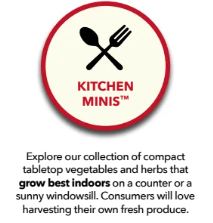 KITCHEN
MINIS™
Explore our collection of compact
tabletop vegetables and herbs that
grow best indoors on a counter or a
sunny windowsill. Consumers will love
harvesting their own fresh produce.